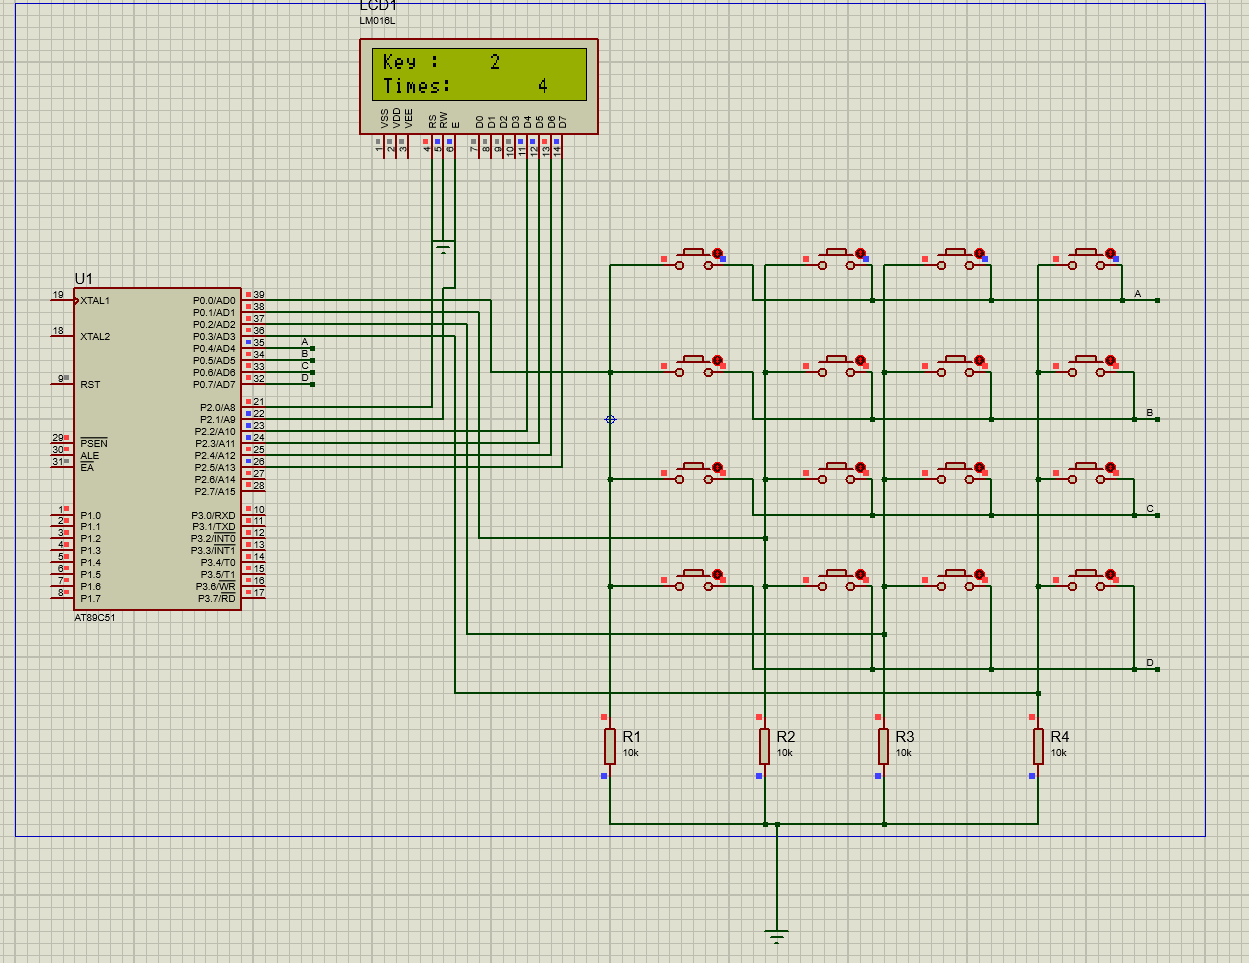 LCD1
LM016L
Key : 2
Times: 4
VSS VDD VEE RS RW E D0 D1 D2 D3 D4 D5 D6 D7
1 2 3 4 5 6 7 8 9 10 11 12 13 14
U1
19 XTAL1 P0.0/AD0 39
P0.1/AD1 38
P0.2/AD2 37
18 XTAL2 P0.3/AD3 36
P0.4/AD4 35 A
P0.5/AD5 34 B
P0.6/AD6 33 C
9 RST P0.7/AD7 32 D
P2.0/A8 21
P2.1/A9 22
P2.2/A10 23
29 PSEN P2.3/A11 24
30 ALE P2.4/A12 25
31 EA P2.5/A13 26
P2.6/A14 27
P2.7/A15 28
1 P1.0 P3.0/RXD 10
2 P1.1 P3.1/TXD 11
3 P1.2 P3.2/INT0 12
4 P1.3 P3.3/INT1 13
5 P1.4 P3.4/T0 14
6 P1.5 P3.5/T1 15
7 P1.6 P3.6/WR 16
8 P1.7 P3.7/RD 17
AT89C51
A
B
C
D
R1 R2 R3 R4
10k 10k 10k 10k